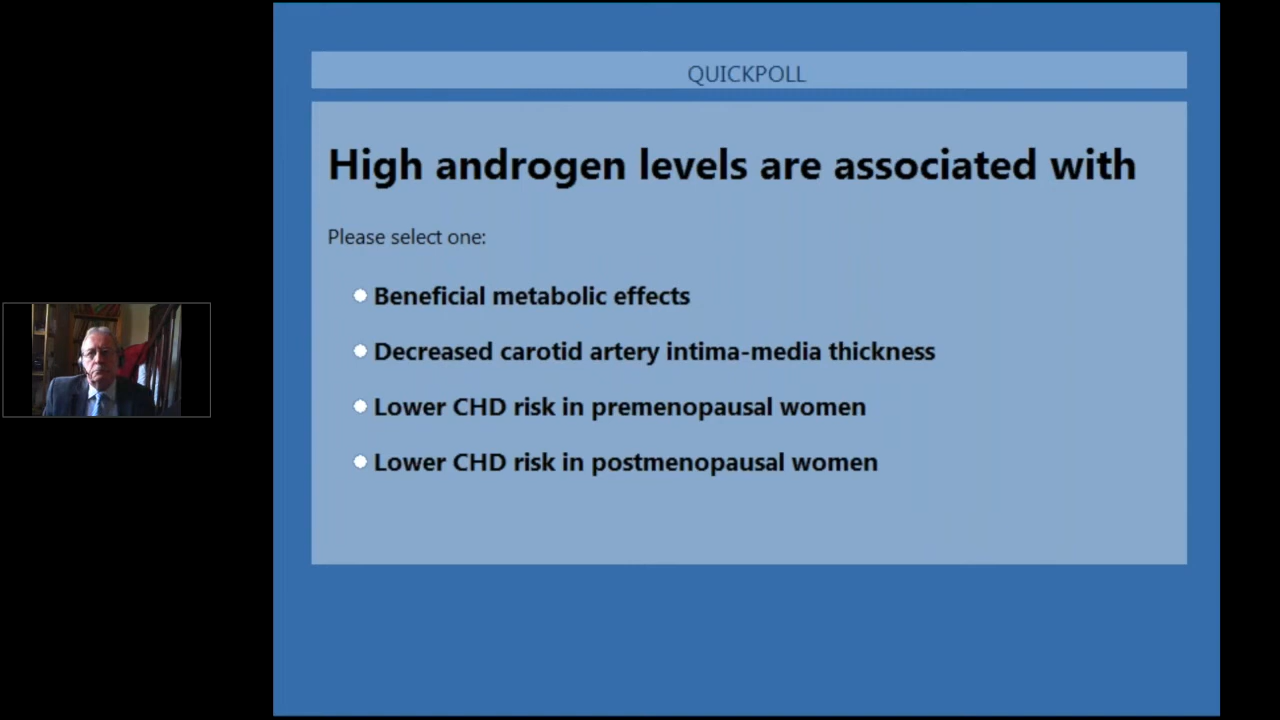 QUICKPOLL
High androgen levels are associated with
Please select one:
Beneficial metabolic effects
Decreased carotid artery intima-media thickness
Lower CHD risk in premenopausal women
Lower CHD risk in postmenopausal women